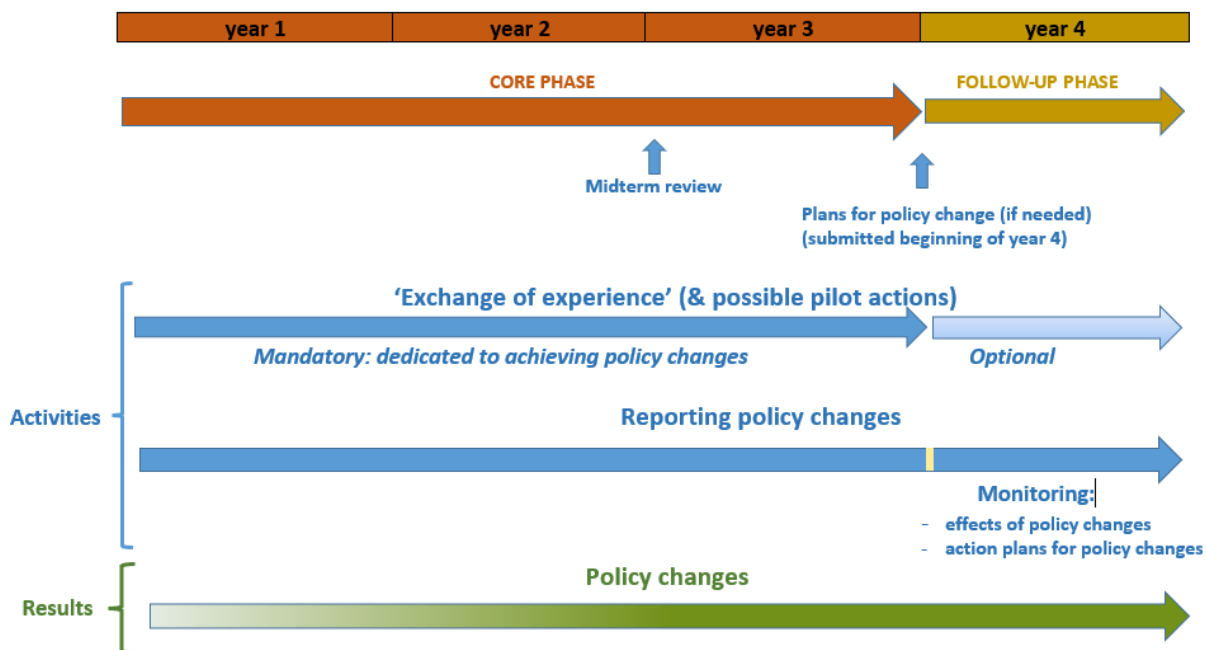 year 1
year 2
year 3
year 4
CORE PHASE
FOLLOW-UP PHASE
Midterm review
Plans for policy change (if needed)
(submitted beginning of year 4)
‘Exchange of experience’ (& possible pilot actions)
Mandatory: dedicated to achieving policy changes
Optional
Activities
Reporting policy changes
Monitoring:
- effects of policy changes
- action plans for policy changes
Policy changes
Results